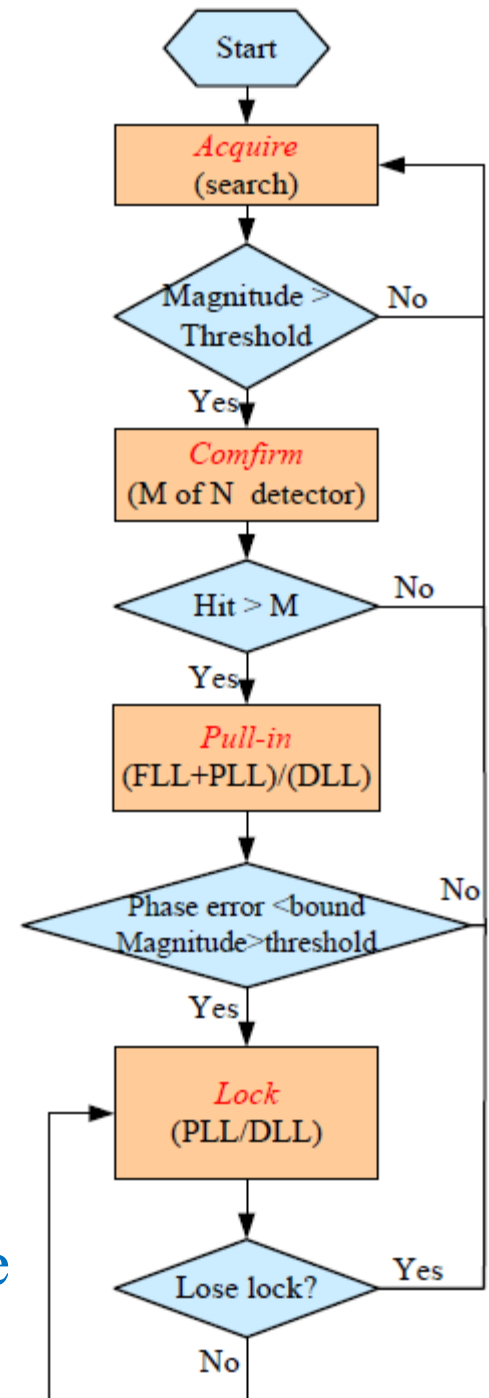 Start
Acquire
(search)
Magnitude >
Threshold
No
Yes
Comfirm
(M of N detector)
Hit > M
No
Yes
Pull-in
(FLL+PLL)/(DLL)
Phase error <bound
Magnitude>threshold
No
Yes
Lock
(PLL/DLL)
e
Lose lock?
Yes
No